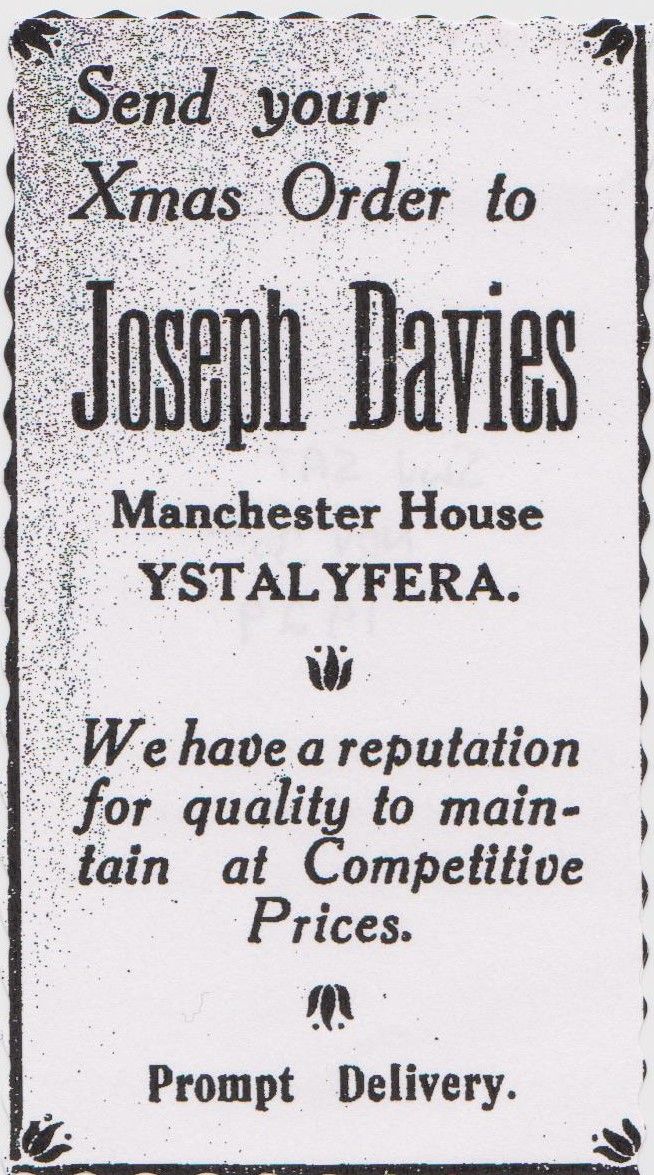 Send your
Xmas Order to
Joseph Davies
Manchester House
YSTALYFERA.
We have a reputation
for quality to main-
tain at Competitive
Prices.
Prompt Delivery.